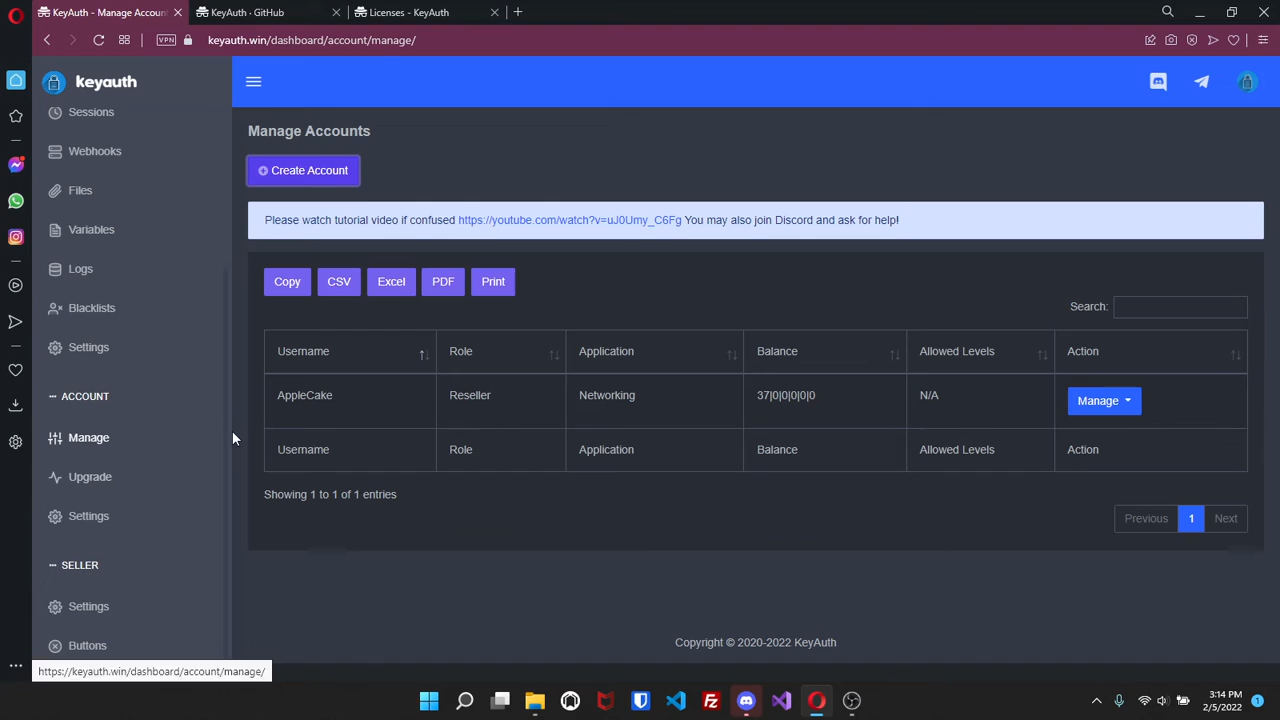 KeyAuth - Manage Accounts
KeyAuth · GitHub
Licenses - KeyAuth
VPN
keyauth.win/dashboard/account/manage/
keyauth
Sessions
Webhooks
Files
Variables
Logs
Blacklists
Settings
ACCOUNT
Manage
Upgrade
Settings
SELLER
Settings
Buttons
https://keyauth.win/dashboard/account/manage/
Manage Accounts
Create Account
Please watch tutorial video if confused https://youtube.com/watch?v=uJ0Umy_C6Fg You may also join Discord and ask for help!
Copy CSV Excel PDF Print
Search:
Username Role Application Balance Allowed Levels Action
AppleCake Reseller Networking 37|0|0|0|0|0 N/A Manage
Username Role Application Balance Allowed Levels Action
Showing 1 to 1 of 1 entries
Previous 1 Next
Copyright © 2020-2022 KeyAuth
3:14 PM
2/5/2022
1